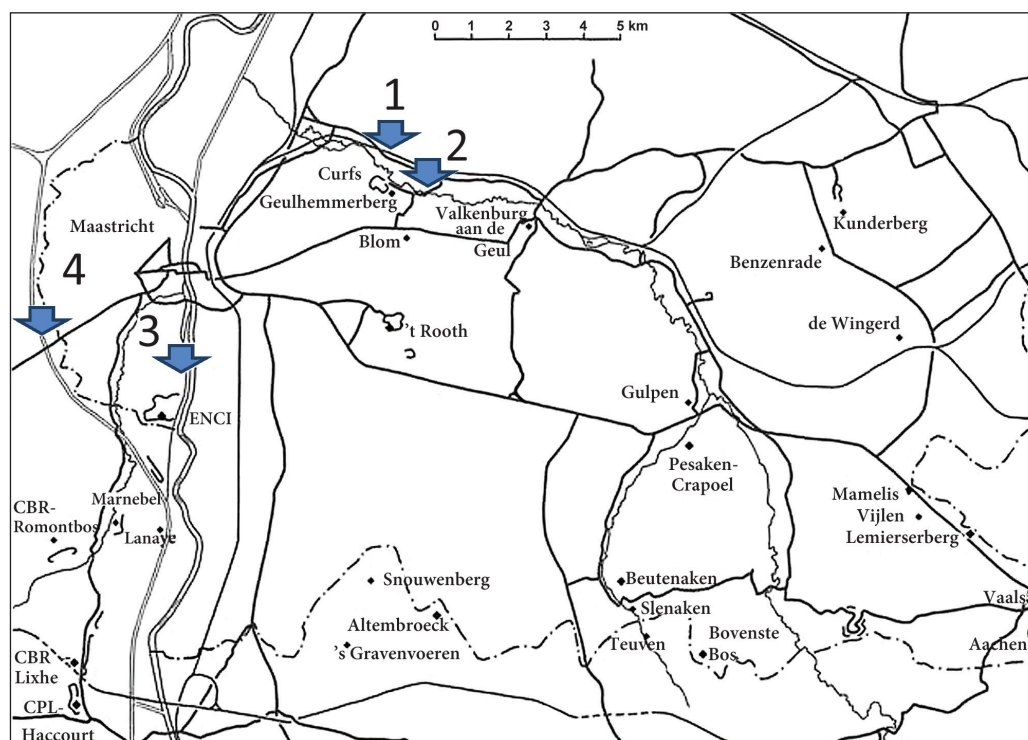 0 1 2 3 4 5 km
1
2
Curfs
Geulhemmerberg
Valkenburg
aan de
Geul
Blom
Maastricht
Kunderberg
Benzenrade
4
3
't Rooth
de Wingerd
Gulpen
ENCI
Pesaken-
Crapoel
Marnebel
CBR-
Romontbos
Lanaye
Mamelis
Vijlen
Lemierserberg
Snouwenberg
Beutenaken
Altembroeck
Slenaken
Vaals
's Gravenvoeren
Teuven
Bovenste
Bos
Aachen
CBR
Lixhe
CPL-
Haccourt